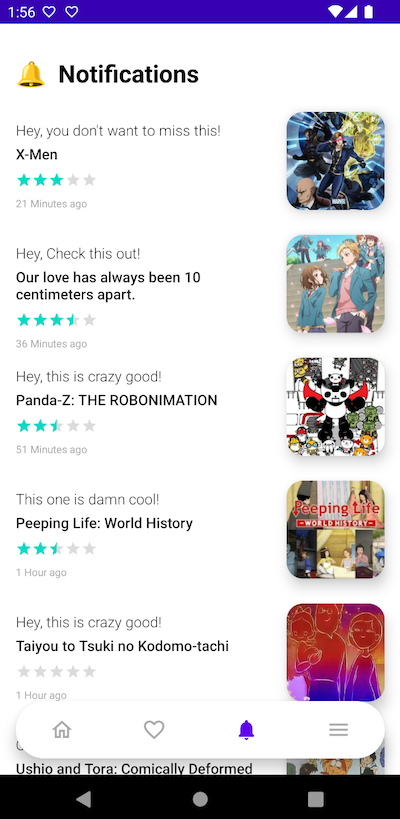 1:56
Notifications
Hey, you don't want to miss this!
X-Men
21 Minutes ago
MARVEL
Hey, Check this out!
Our love has always been 10
centimeters apart.
36 Minutes ago
Hey, this is crazy good!
Panda-Z: THE ROBONIMATION
51 Minutes ago
This one is damn cool!
Peeping Life: World History
1 Hour ago
Peeping Life
-WORLD HISTORY-
Hey, this is crazy good!
Taiyou to Tsuki no Kodomo-tachi
1 Hour ago
Ushio and Tora: Comically Deformed